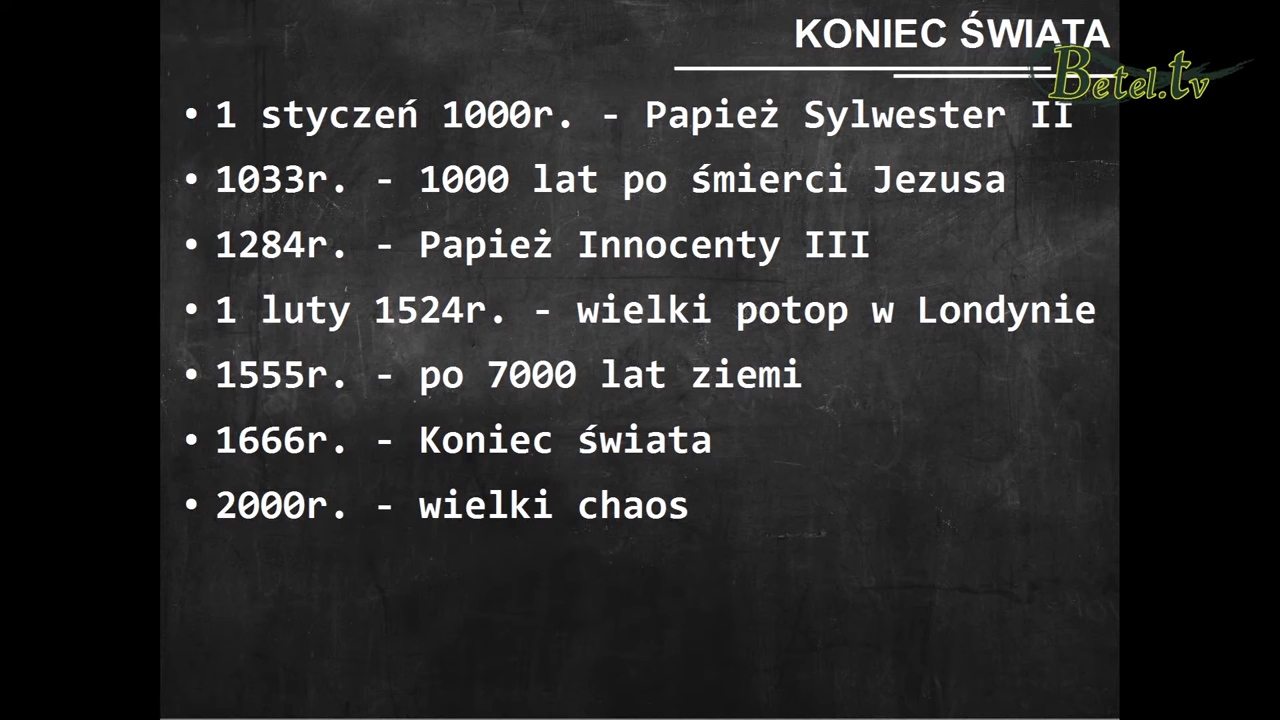 KONIEC ŚWIATA
Betel.tv
• 1 styczeń 1000r. - Papież Sylwester II
• 1033r. - 1000 lat po śmierci Jezusa
• 1284r. - Papież Innocenty III
• 1 luty 1524r. - wielki potop w Londynie
• 1555r. - po 7000 lat ziemi
• 1666r. - Koniec świata
• 2000r. - wielki chaos